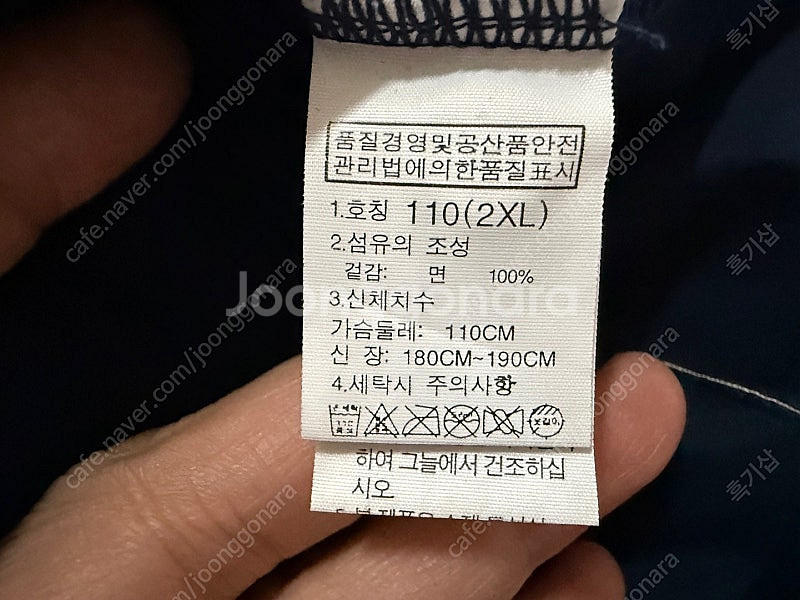 품질경영및공산품안전
관리법에의한품질표시
1.호칭 110(2XL)
2.섬유의 조성
겉감: 면 100%
3.신체치수
가슴둘레: 110CM
신 장: 180CM~190CM
4.세탁시 주의사항
하여 그늘에서 건조하십
시오
Joonggonara
cafe.naver.com/joonggonara
흑기삽